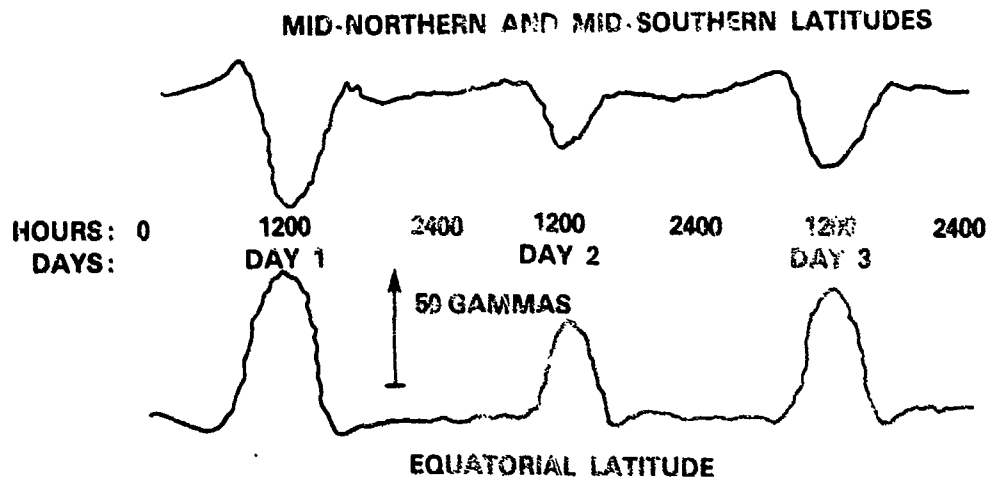 MID-NORTHERN AND MID-SOUTHERN LATITUDES
HOURS: 0 1200 2400 1200 2400 1200 2400
DAYS: DAY 1 DAY 2 DAY 3
50 GAMMAS
EQUATORIAL LATITUDE